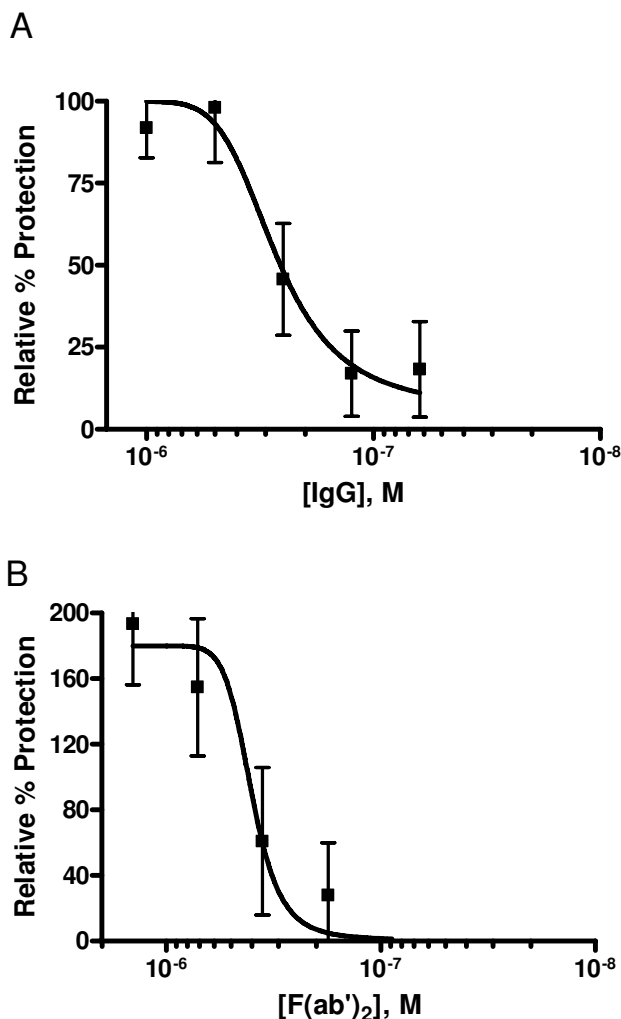 A
Relative % Protection
100
75
50
25
0
10⁻⁶ 10⁻⁷ 10⁻⁸
[IgG], M
B
Relative % Protection
200
160
120
80
40
0
10⁻⁶ 10⁻⁷ 10⁻⁸
[F(ab')₂], M